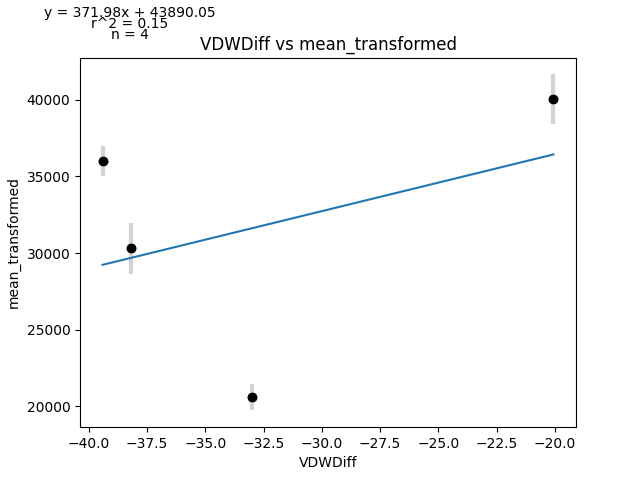 y = 371.98x + 43890.05
r^2 = 0.15
n = 4
VDWDiff vs mean_transformed
40000
35000
30000
25000
20000
mean_transformed
−40.0 −37.5 −35.0 −32.5 −30.0 −27.5 −25.0 −22.5 −20.0
VDWDiff